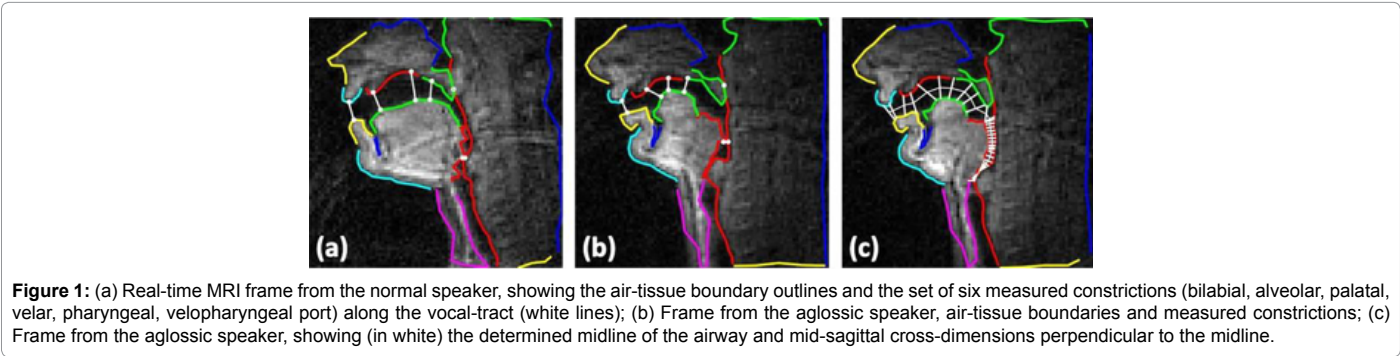 (a)
(b)
(c)
Figure 1: (a) Real-time MRI frame from the normal speaker, showing the air-tissue boundary outlines and the set of six measured constrictions (bilabial, alveolar, palatal,
velar, pharyngeal, velopharyngeal port) along the vocal-tract (white lines); (b) Frame from the aglossic speaker, air-tissue boundaries and measured constrictions; (c)
Frame from the aglossic speaker, showing (in white) the determined midline of the airway and mid-sagittal cross-dimensions perpendicular to the midline.